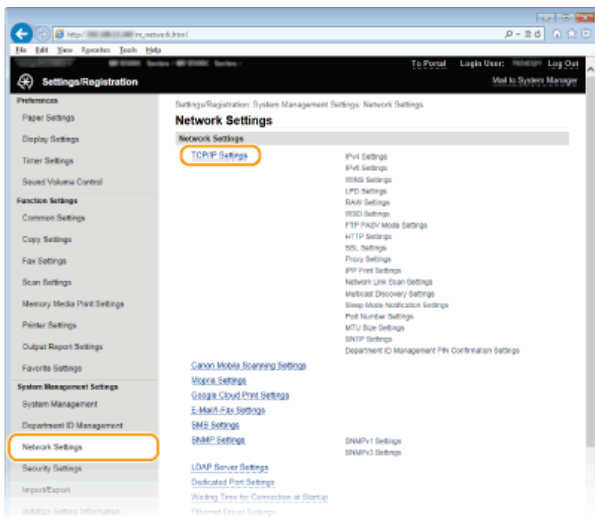 http://
m_network.html
File Edit View Favorites Tools Help
To Portal Login User: Log Out
Settings/Registration
Mail to System Manager
Preferences
Paper Settings
Display Settings
Timer Settings
Sound Volume Control
Function Settings
Common Settings
Copy Settings
Fax Settings
Scan Settings
Memory Media Print Settings
Printer Settings
Output Report Settings
Favorite Settings
System Management Settings
System Management
Department ID Management
Network Settings
Security Settings
Import/Export
Initialize Setting Information
Settings/Registration: System Management Settings: Network Settings
Network Settings
Network Settings
TCP/IP Settings
IPv4 Settings
IPv6 Settings
WINS Settings
LPD Settings
RAW Settings
WSD Settings
FTP PASV Mode Settings
HTTP Settings
SSL Settings
Proxy Settings
IPP Print Settings
Network Link Scan Settings
Multicast Discovery Settings
Sleep Mode Notification Settings
Port Number Settings
MTU Size Settings
SNTP Settings
Department ID Management PIN Confirmation Settings
Canon Mobile Scanning Settings
Mopria Settings
Google Cloud Print Settings
E-Mail/I-Fax Settings
SMB Settings
SNMP Settings
SNMPv1 Settings
SNMPv3 Settings
LDAP Server Settings
Dedicated Port Settings
Waiting Time for Connection at Startup
Ethernet Driver Settings